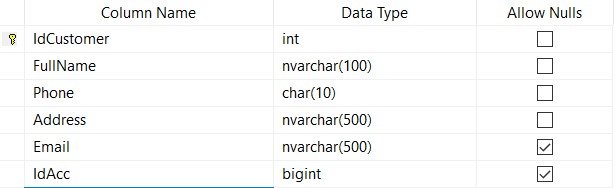 Column Name Data Type Allow Nulls
IdCustomer int
FullName nvarchar(100)
Phone char(10)
Address nvarchar(500)
Email nvarchar(500)
IdAcc bigint